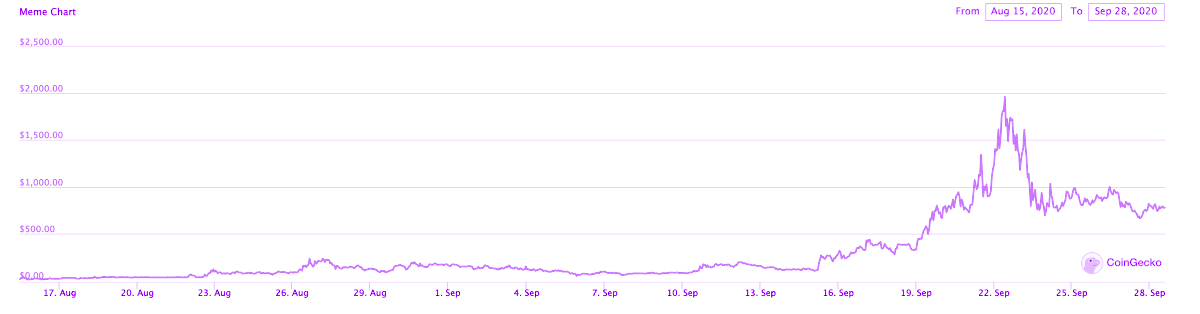 Meme Chart
From Aug 15, 2020 To Sep 28, 2020
$2,500.00
$2,000.00
$1,500.00
$1,000.00
$500.00
$0.00
CoinGecko
17. Aug 20. Aug 23. Aug 26. Aug 29. Aug 1. Sep 4. Sep 7. Sep 10. Sep 13. Sep 16. Sep 19. Sep 22. Sep 25. Sep 28. Sep